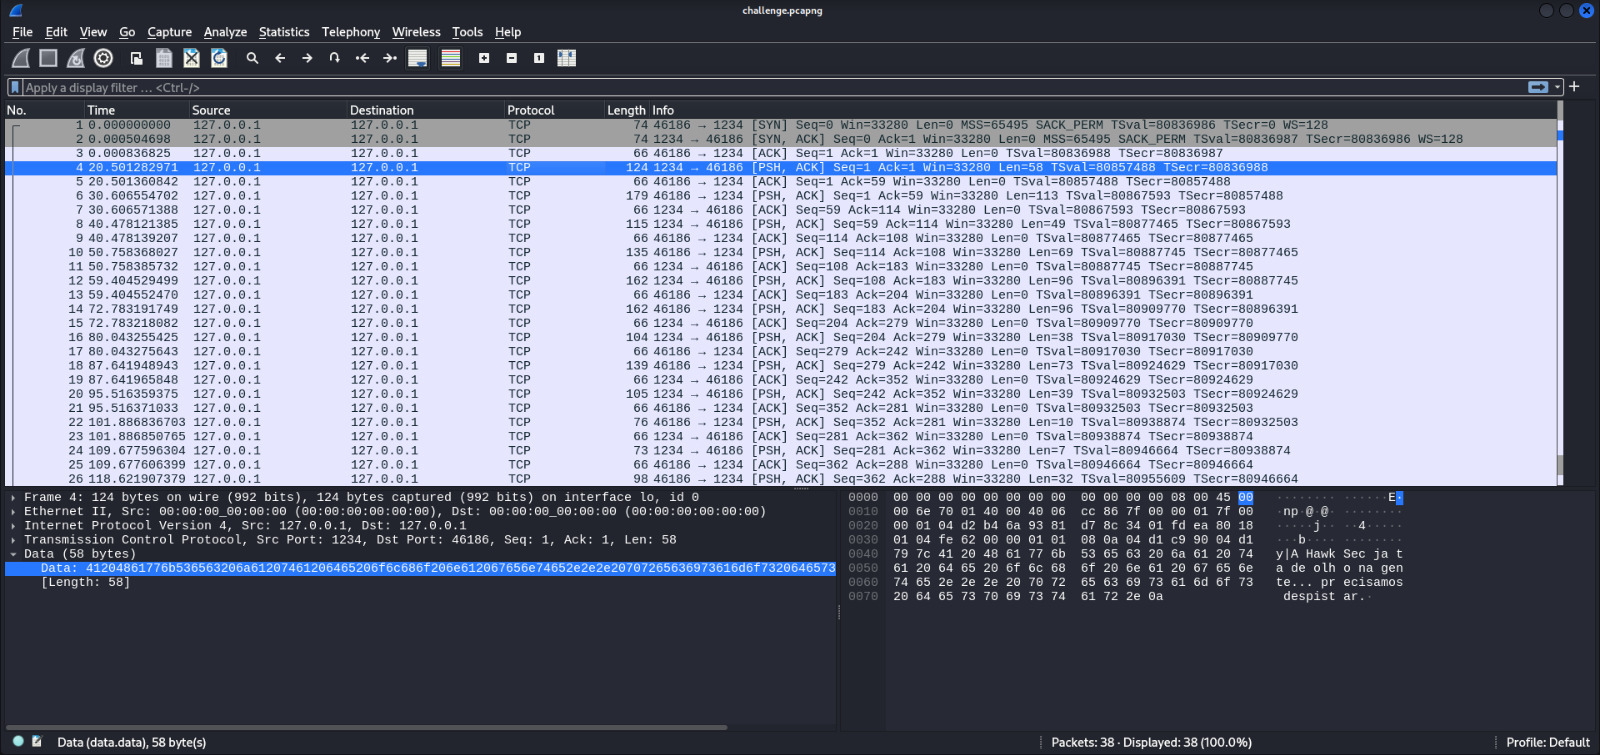 challenge.pcapng
File Edit View Go Capture Analyze Statistics Telephony Wireless Tools Help
Apply a display filter ... <Ctrl-/>
No. Time Source Destination Protocol Length Info
1 0.000000000 127.0.0.1 127.0.0.1 TCP 74 46186 → 1234 [SYN] Seq=0 Win=33280 Len=0 MSS=65495 SACK_PERM TSval=80836986 TSecr=0 WS=128
2 0.000504698 127.0.0.1 127.0.0.1 TCP 74 1234 → 46186 [SYN, ACK] Seq=0 Ack=1 Win=33280 Len=0 MSS=65495 SACK_PERM TSval=80836987 TSecr=80836986 WS=128
3 0.000836825 127.0.0.1 127.0.0.1 TCP 66 46186 → 1234 [ACK] Seq=1 Ack=1 Win=33280 Len=0 TSval=80836988 TSecr=80836987
4 20.501282971 127.0.0.1 127.0.0.1 TCP 124 1234 → 46186 [PSH, ACK] Seq=1 Ack=1 Win=33280 Len=58 TSval=80857488 TSecr=80836988
5 20.501360842 127.0.0.1 127.0.0.1 TCP 66 46186 → 1234 [ACK] Seq=1 Ack=59 Win=33280 Len=0 TSval=80857488 TSecr=80857488
6 30.606554702 127.0.0.1 127.0.0.1 TCP 179 46186 → 1234 [PSH, ACK] Seq=1 Ack=59 Win=33280 Len=113 TSval=80867593 TSecr=80857488
7 30.606571388 127.0.0.1 127.0.0.1 TCP 66 1234 → 46186 [ACK] Seq=59 Ack=114 Win=33280 Len=0 TSval=80867593 TSecr=80867593
8 40.478121385 127.0.0.1 127.0.0.1 TCP 115 1234 → 46186 [PSH, ACK] Seq=59 Ack=114 Win=33280 Len=49 TSval=80877465 TSecr=80867593
9 40.478139207 127.0.0.1 127.0.0.1 TCP 66 46186 → 1234 [ACK] Seq=114 Ack=108 Win=33280 Len=0 TSval=80877465 TSecr=80877465
10 50.758368027 127.0.0.1 127.0.0.1 TCP 135 46186 → 1234 [PSH, ACK] Seq=114 Ack=108 Win=33280 Len=69 TSval=80887745 TSecr=80877465
11 50.758385732 127.0.0.1 127.0.0.1 TCP 66 1234 → 46186 [ACK] Seq=108 Ack=183 Win=33280 Len=0 TSval=80887745 TSecr=80887745
12 59.404529499 127.0.0.1 127.0.0.1 TCP 162 1234 → 46186 [PSH, ACK] Seq=108 Ack=183 Win=33280 Len=96 TSval=80896391 TSecr=80887745
13 59.404552470 127.0.0.1 127.0.0.1 TCP 66 46186 → 1234 [ACK] Seq=183 Ack=204 Win=33280 Len=0 TSval=80896391 TSecr=80896391
14 72.783191749 127.0.0.1 127.0.0.1 TCP 162 46186 → 1234 [PSH, ACK] Seq=183 Ack=204 Win=33280 Len=96 TSval=80909770 TSecr=80896391
15 72.783218082 127.0.0.1 127.0.0.1 TCP 66 1234 → 46186 [ACK] Seq=204 Ack=279 Win=33280 Len=0 TSval=80909770 TSecr=80909770
16 80.043255425 127.0.0.1 127.0.0.1 TCP 104 1234 → 46186 [PSH, ACK] Seq=204 Ack=279 Win=33280 Len=38 TSval=80917030 TSecr=80909770
17 80.043275643 127.0.0.1 127.0.0.1 TCP 66 46186 → 1234 [ACK] Seq=279 Ack=242 Win=33280 Len=0 TSval=80917030 TSecr=80917030
18 87.641948943 127.0.0.1 127.0.0.1 TCP 139 46186 → 1234 [PSH, ACK] Seq=279 Ack=242 Win=33280 Len=73 TSval=80924629 TSecr=80917030
19 87.641965848 127.0.0.1 127.0.0.1 TCP 66 1234 → 46186 [ACK] Seq=242 Ack=352 Win=33280 Len=0 TSval=80924629 TSecr=80924629
20 95.516359375 127.0.0.1 127.0.0.1 TCP 105 1234 → 46186 [PSH, ACK] Seq=242 Ack=352 Win=33280 Len=39 TSval=80932503 TSecr=80924629
21 95.516371033 127.0.0.1 127.0.0.1 TCP 66 46186 → 1234 [ACK] Seq=352 Ack=281 Win=33280 Len=0 TSval=80932503 TSecr=80932503
22 101.886836703 127.0.0.1 127.0.0.1 TCP 76 46186 → 1234 [PSH, ACK] Seq=352 Ack=281 Win=33280 Len=10 TSval=80938874 TSecr=80932503
23 101.886850765 127.0.0.1 127.0.0.1 TCP 66 1234 → 46186 [ACK] Seq=281 Ack=362 Win=33280 Len=0 TSval=80938874 TSecr=80938874
24 109.677596304 127.0.0.1 127.0.0.1 TCP 73 1234 → 46186 [PSH, ACK] Seq=281 Ack=362 Win=33280 Len=7 TSval=80946664 TSecr=80938874
25 109.677606399 127.0.0.1 127.0.0.1 TCP 66 46186 → 1234 [ACK] Seq=362 Ack=288 Win=33280 Len=0 TSval=80946664 TSecr=80946664
26 118.621907379 127.0.0.1 127.0.0.1 TCP 98 46186 → 1234 [PSH, ACK] Seq=362 Ack=288 Win=33280 Len=32 TSval=80955609 TSecr=80946664
Frame 4: 124 bytes on wire (992 bits), 124 bytes captured (992 bits) on interface lo, id 0
Ethernet II, Src: 00:00:00_00:00:00 (00:00:00:00:00:00), Dst: 00:00:00_00:00:00 (00:00:00:00:00:00)
Internet Protocol Version 4, Src: 127.0.0.1, Dst: 127.0.0.1
Transmission Control Protocol, Src Port: 1234, Dst Port: 46186, Seq: 1, Ack: 1, Len: 58
Data (58 bytes)
Data: 41204861776b536563206a61207461206465206f6c686f206e612067656e74652e2e2e20707265636973616d6f7320646573
[Length: 58]
0000 00 00 00 00 00 00 00 00 00 00 00 00 08 00 45 00 ········ ······E·
0010 00 6e 70 01 40 00 40 06 cc 86 7f 00 00 01 7f 00 ·np·@·@· ········
0020 00 01 04 d2 b4 6a 93 81 d7 8c 34 01 fd ea 80 18 ·····j·· ··4·····
0030 01 04 fe 62 00 00 01 01 08 0a 04 d1 c9 90 04 d1 ···b···· ········
0040 79 7c 41 20 48 61 77 6b 53 65 63 20 6a 61 20 74 y|A Hawk Sec ja t
0050 61 20 64 65 20 6f 6c 68 6f 20 6e 61 20 67 65 6e a de olh o na gen
0060 74 65 2e 2e 2e 20 70 72 65 63 69 73 61 6d 6f 73 te... pr ecisamos
0070 20 64 65 73 70 69 73 74 61 72 2e 0a despist ar.·
Data (data.data), 58 byte(s)
Packets: 38 · Displayed: 38 (100.0%)
Profile: Default